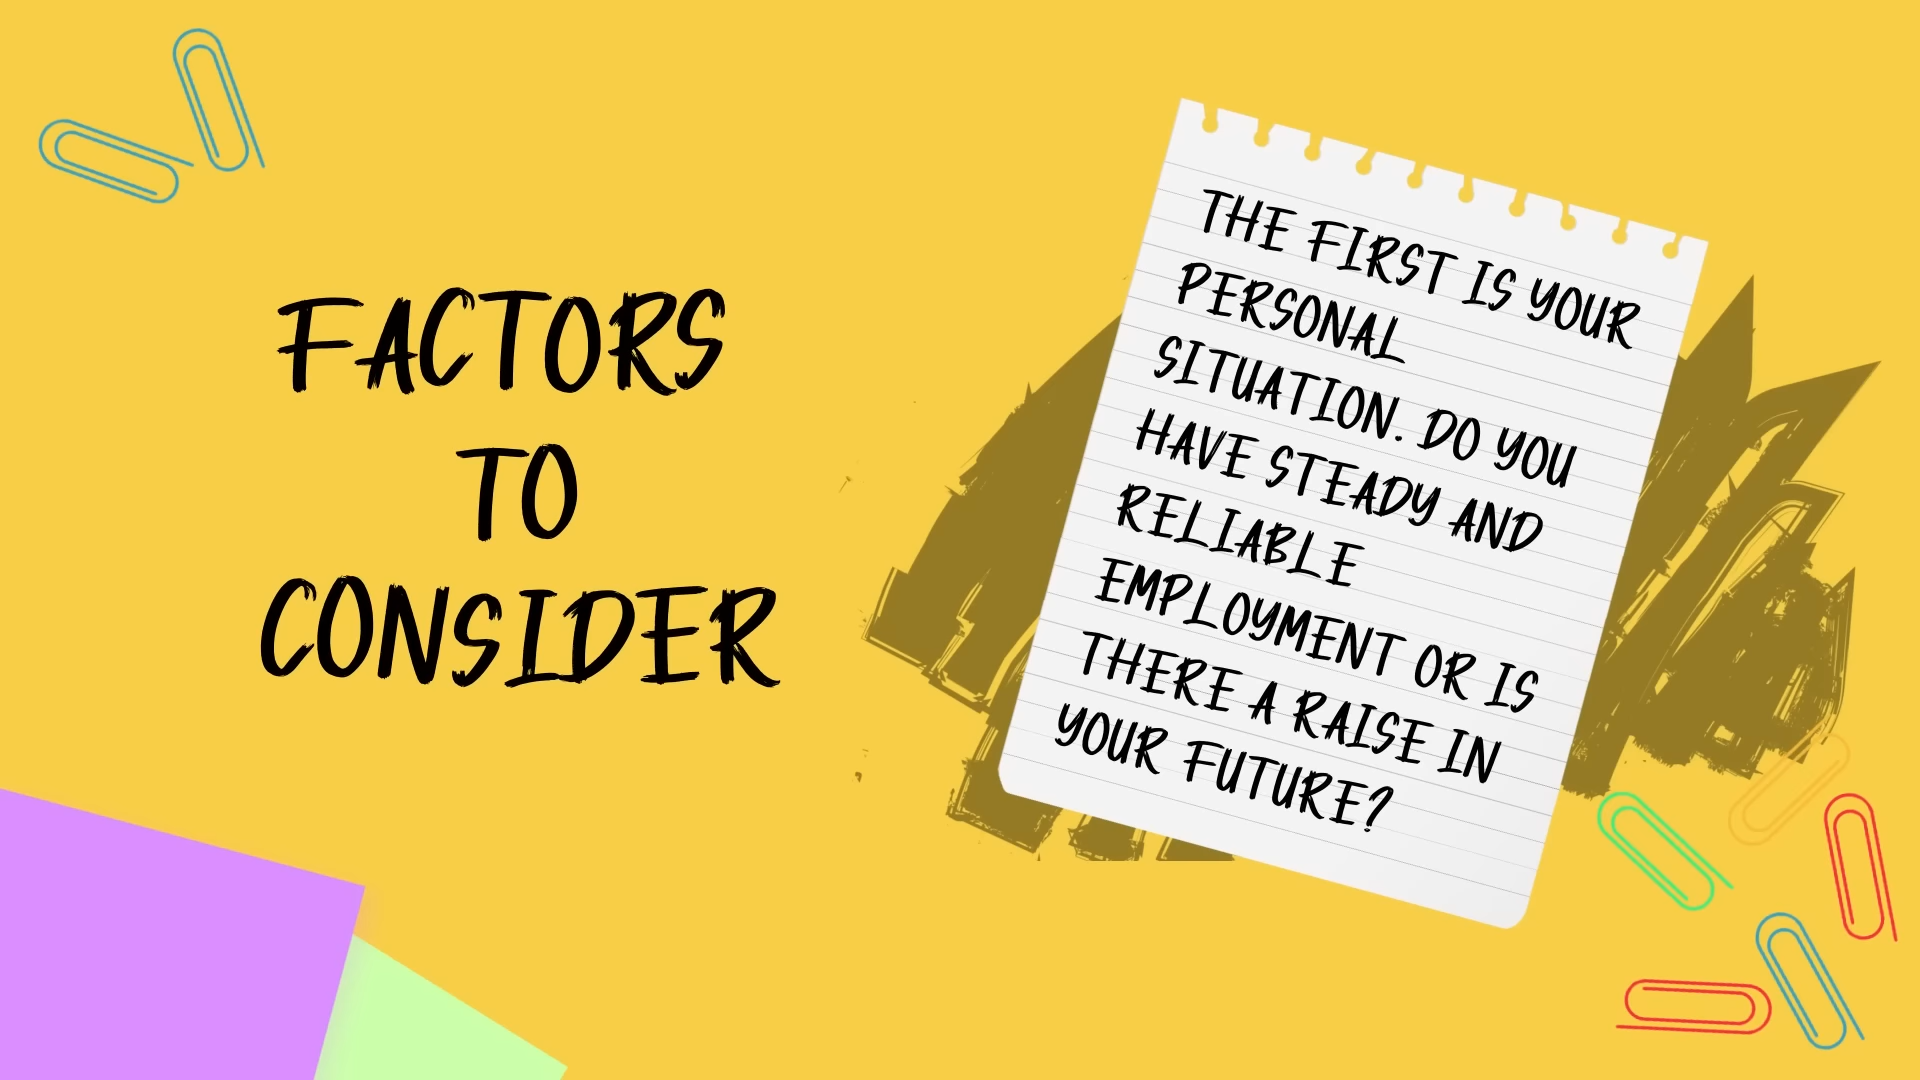 FACTORS
TO
CONSIDER
THE FIRST IS YOUR
PERSONAL
SITUATION. DO YOU
HAVE STEADY AND
RELIABLE
EMPLOYMENT OR IS
THERE A RAISE IN
YOUR FUTURE?